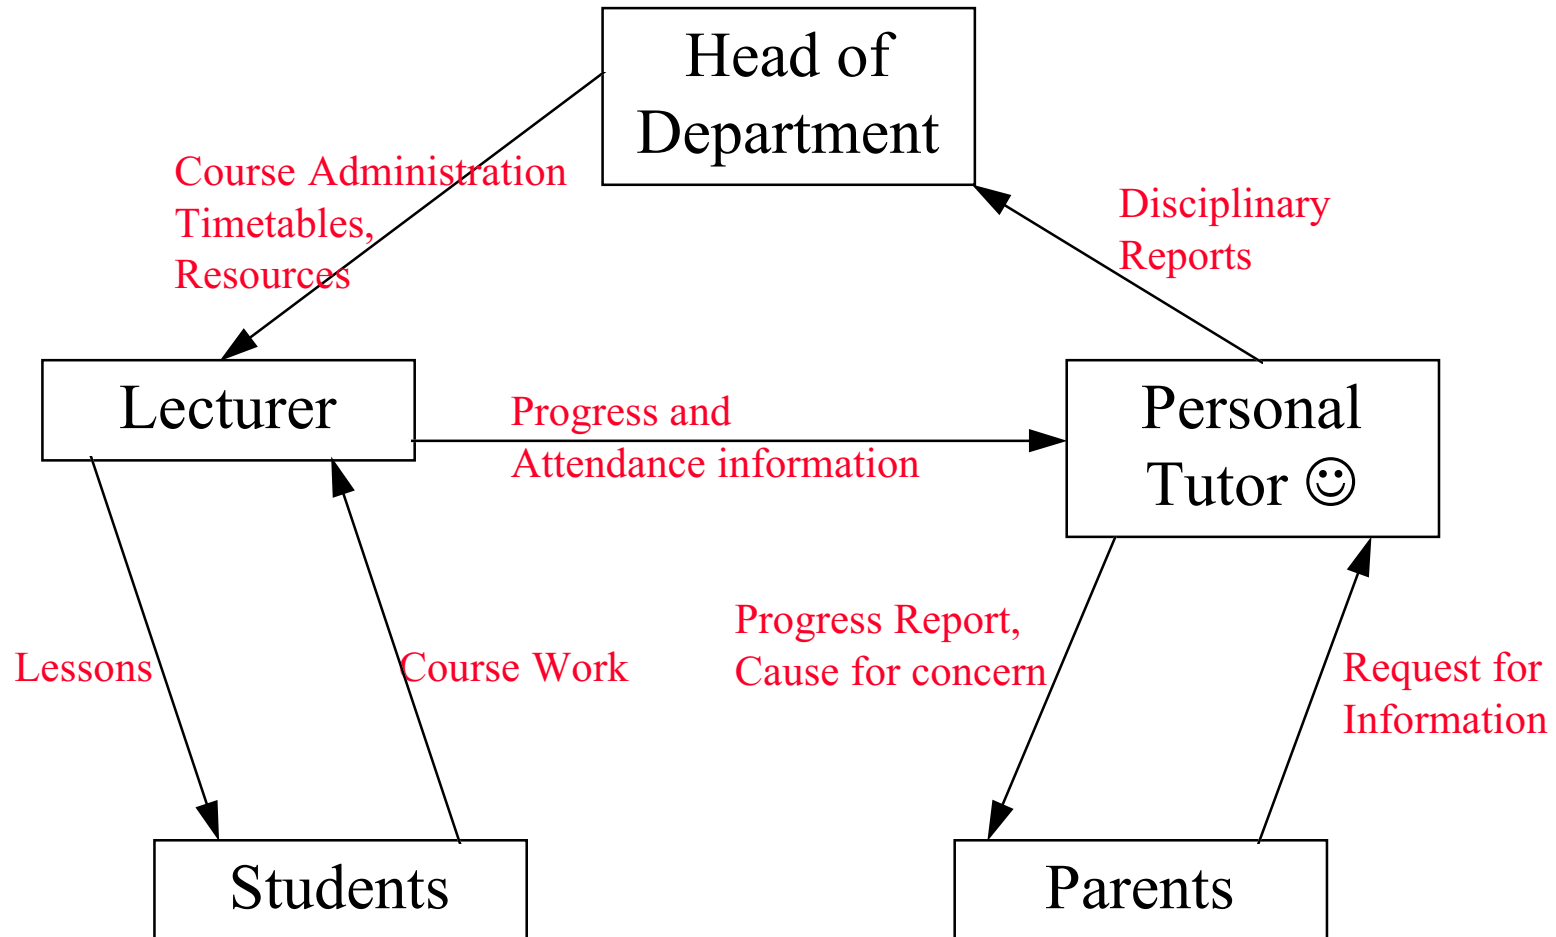 Head of
Department
Course Administration
Timetables,
Resources
Disciplinary
Reports
Lecturer
Progress and
Attendance information
Personal
Tutor ☺
Progress Report,
Cause for concern
Lessons
Course Work
Request for
Information
Students
Parents